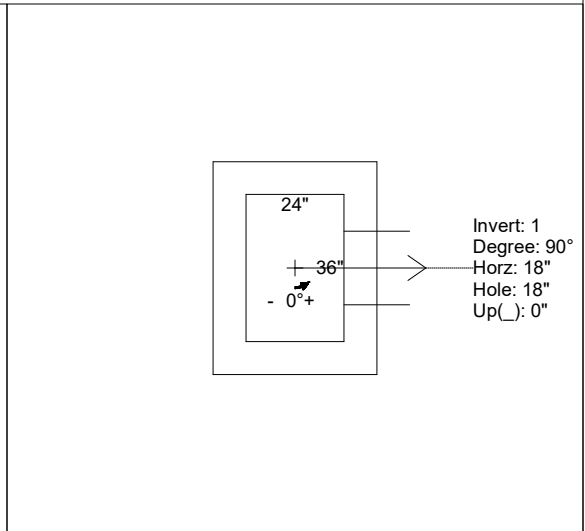 24"
36"
- 0°+
Invert: 1
Degree: 90°
Horz: 18"
Hole: 18"
Up(_): 0"